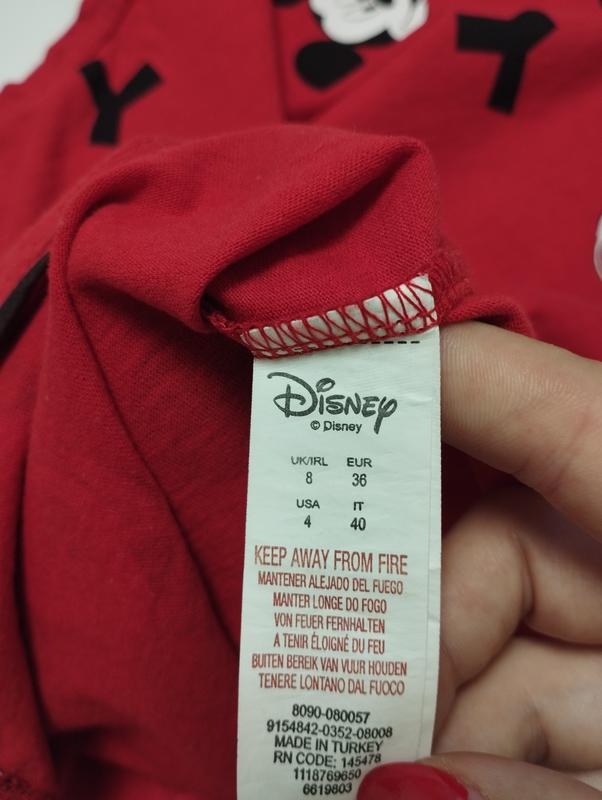 Y
Y
Disney
© Disney
UK/IRL EUR
8 36
USA IT
4 40
KEEP AWAY FROM FIRE
MANTENER ALEJADO DEL FUEGO
MANTER LONGE DO FOGO
VON FEUER FERNHALTEN
A TENIR ÉLOIGNÉ DU FEU
BUITEN BEREIK VAN VUUR HOUDEN
TENERE LONTANO DAL FUOCO
8090-080057
9154842-0352-08008
MADE IN TURKEY
RN CODE: 145478
1118769650
6619803